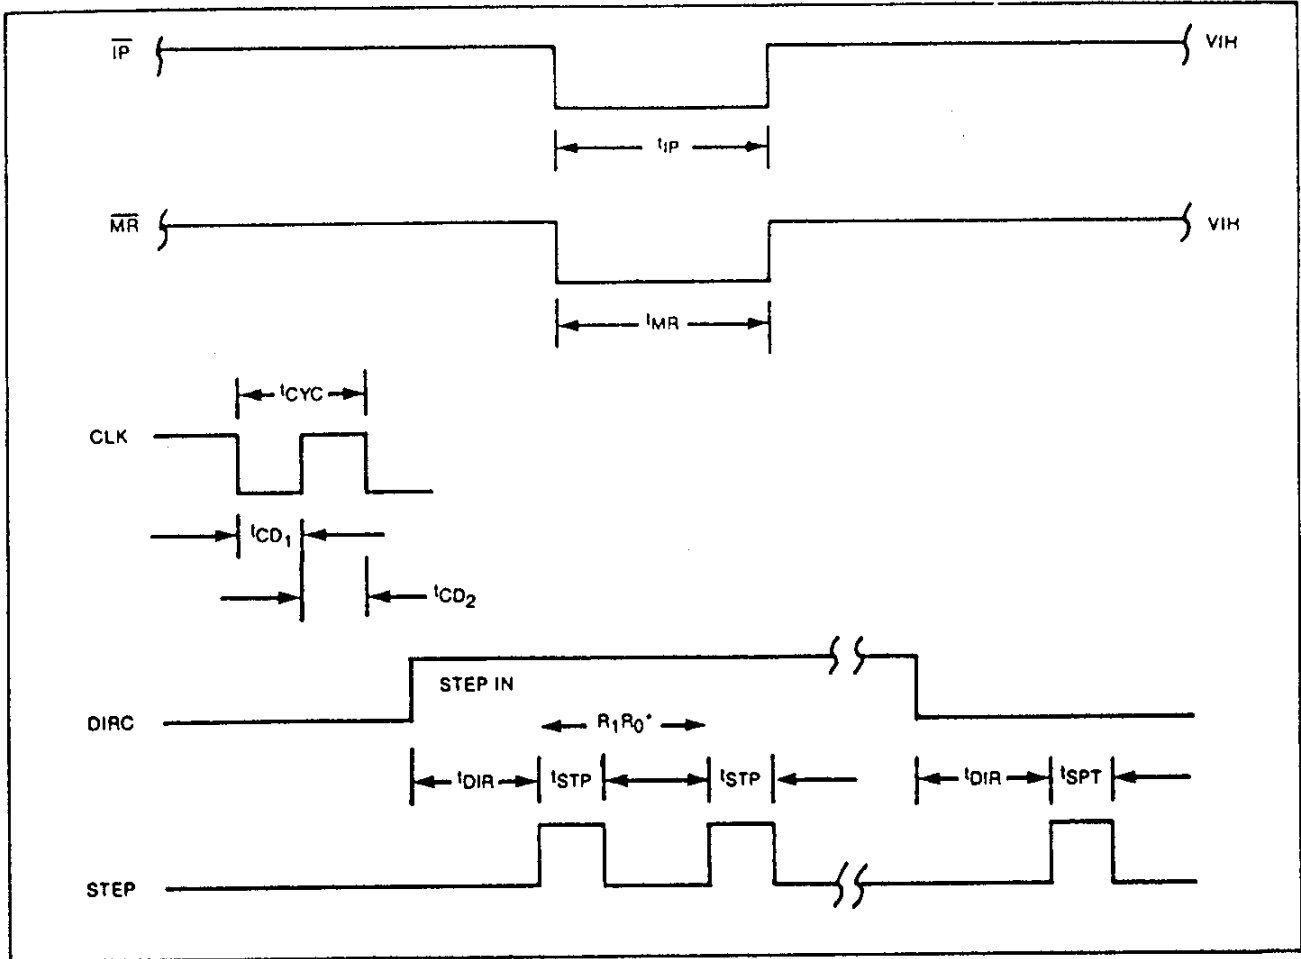 IP VIH
tIP
MR VIH
tMR
tCYC
CLK
tCD1
tCD2
STEP IN
DIRC R1R0*
tDIR tSTP tSTP tDIR tSPT
STEP